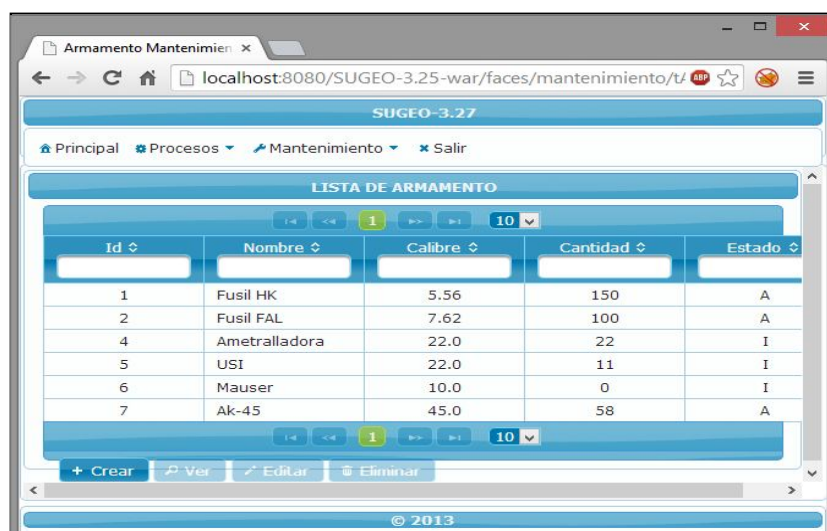 Armamento Mantenimien
localhost:8080/SUGEO-3.25-war/faces/mantenimiento/t/
ABP
SUGEO-3.27
Principal Procesos Mantenimiento Salir
LISTA DE ARMAMENTO
1 10
Id Nombre Calibre Cantidad Estado
1 Fusil HK 5.56 150 A
2 Fusil FAL 7.62 100 A
4 Ametralladora 22.0 22 I
5 USI 22.0 11 I
6 Mauser 10.0 0 I
7 Ak-45 45.0 58 A
1 10
+ Crear Ver Editar Eliminar
© 2013